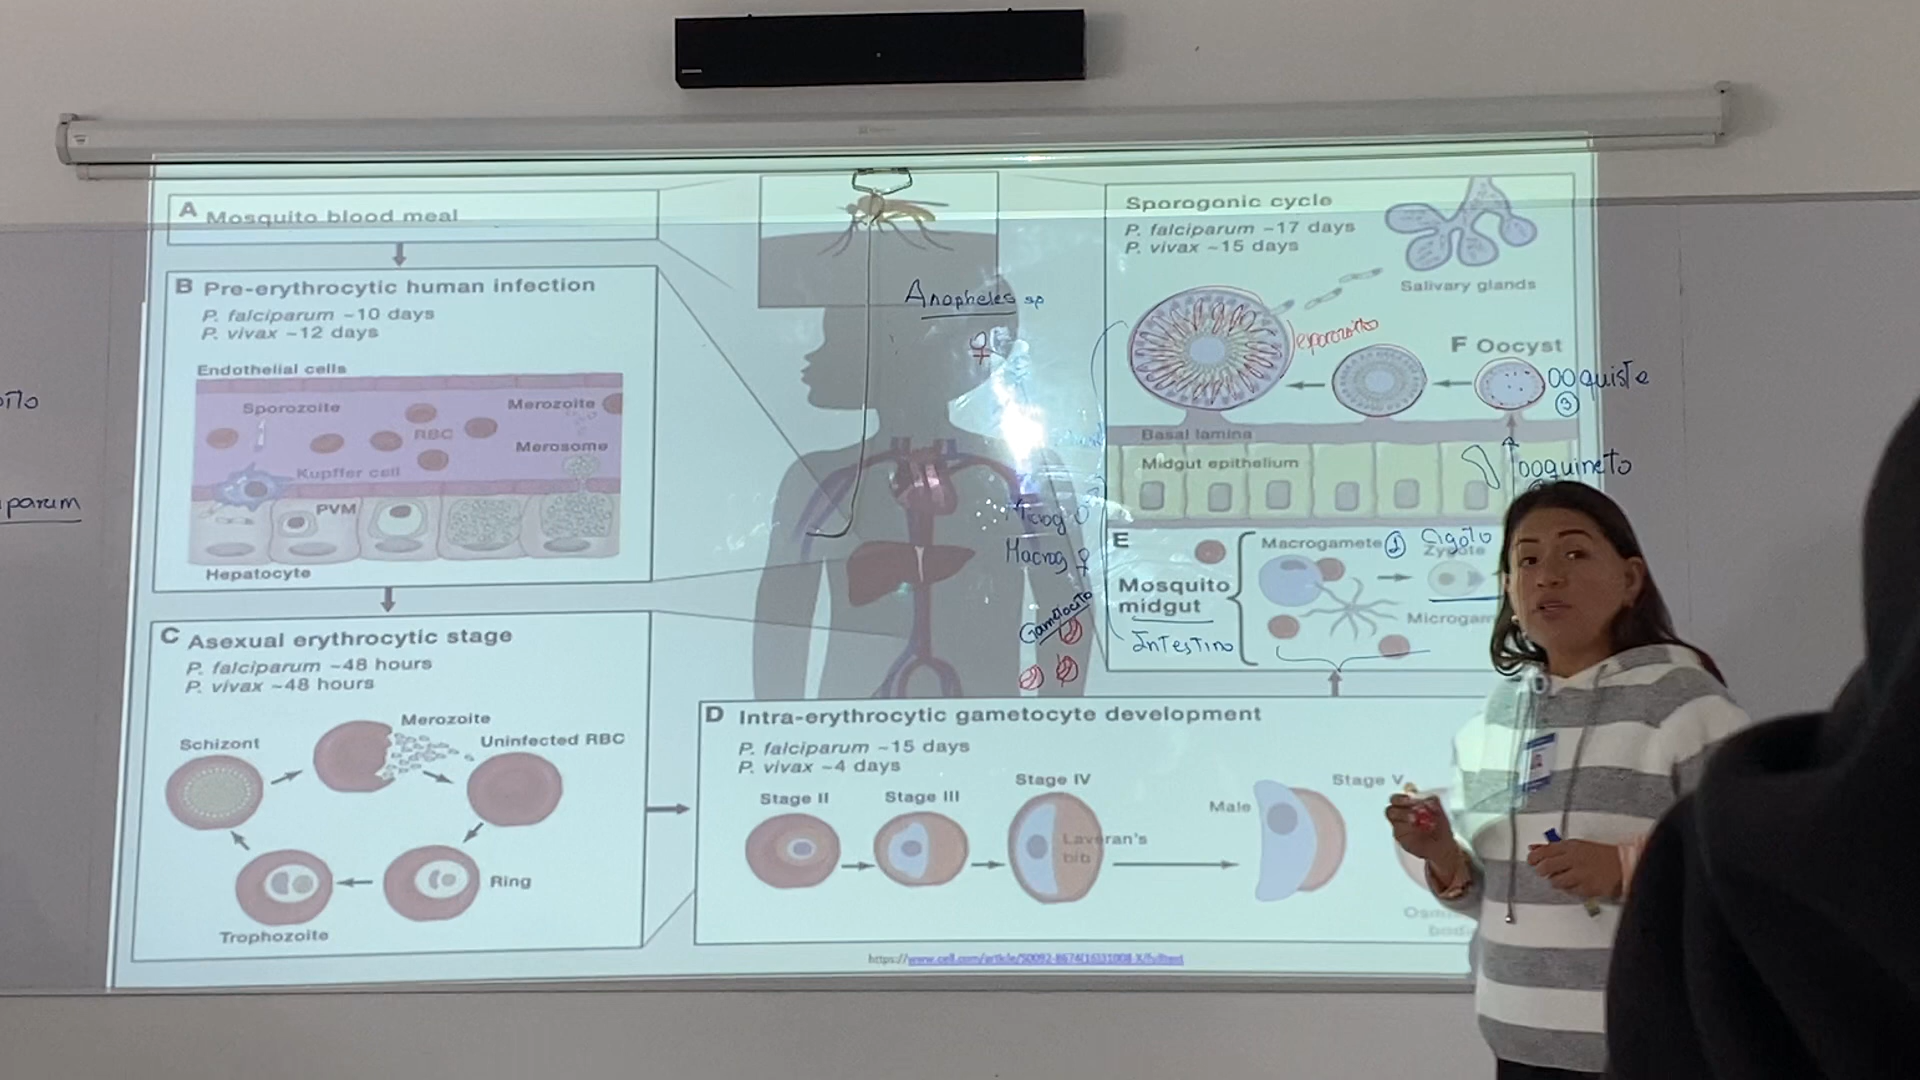 A Mosquito blood meal
B Pre-erythrocytic human infection
P. falciparum ~10 days
P. vivax ~12 days
Endothelial cells
Sporozoite
Merozoite
RBC
Merosome
Kupffer cell
PVM
Hepatocyte
C Asexual erythrocytic stage
P. falciparum ~48 hours
P. vivax ~48 hours
Merozoite
Schizont
Uninfected RBC
Ring
Trophozoite
parum
Anopheles sp
♀
Microg ♂
Macrog ♀
Gametocito
Sporogonic cycle
P. falciparum ~17 days
P. vivax ~15 days
Salivary glands
esporozoito
F Oocyst
Ooquiste
3
Basal lamina
Midgut epithelium
ooquineto
E
Macrogamete
Cigoto
Zygote
Mosquito
midgut
Microgam
Intestino
D Intra-erythrocytic gametocyte development
P. falciparum ~15 days
P. vivax ~4 days
Stage II
Stage III
Stage IV
Stage V
Male
Laveran's
bib